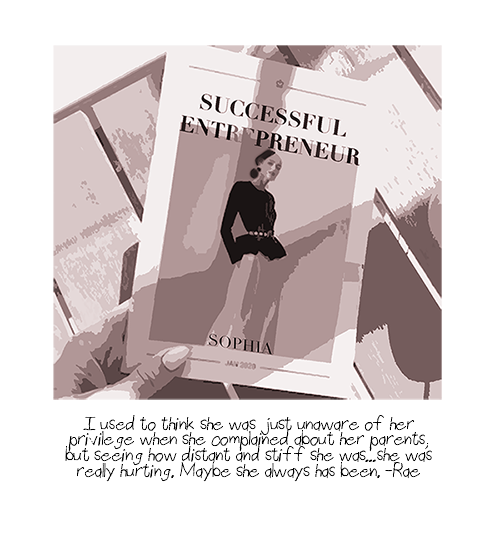 SUCCESSFUL
ENTREPRENEUR
SOPHIA
JAN 2020
I used to think she was just unaware of her
privilege when she complained about her parents,
but seeing how distant and stiff she was...she was
really hurting. Maybe she always has been. -Rae